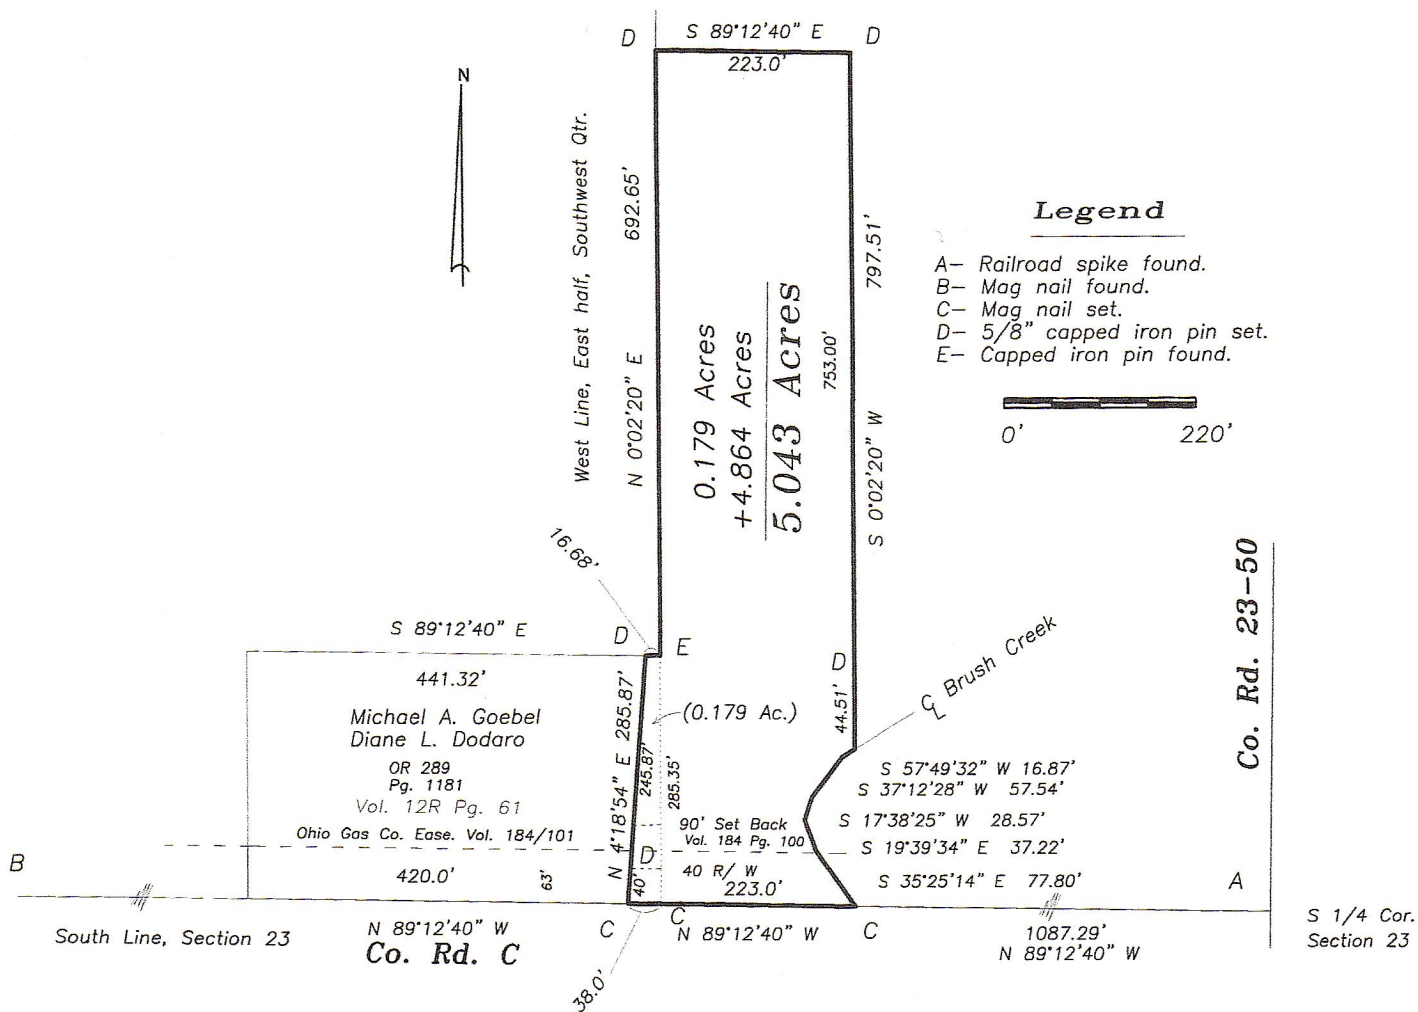 D
S 89°12'40" E
D
223.0'
N
West Line, East half, Southwest Qtr.
692.65'
N 0°02'20" E
0.179 Acres
+4.864 Acres
5.043 Acres
753.00'
797.51'
S 0°02'20" W
Legend
A- Railroad spike found.
B- Mag nail found.
C- Mag nail set.
D- 5/8" capped iron pin set.
E- Capped iron pin found.
0' 220'
Co. Rd. 23-50
16.68'
S 89°12'40" E
D
E
D
℄ Brush Creek
441.32'
Michael A. Goebel
Diane L. Dodaro
OR 289
Pg. 1181
Vol. 12R Pg. 61
Ohio Gas Co. Ease. Vol. 184/101
N 4°18'54" E 285.87'
245.87'
285.35'
(0.179 Ac.)
44.51'
S 57°49'32" W 16.87'
S 37°12'28" W 57.54'
S 17°38'25" W 28.57'
S 19°39'34" E 37.22'
S 35°25'14" E 77.80'
90' Set Back
Vol. 184 Pg. 100
D
40 R/W
223.0'
B
420.0'
63'
40'
A
N 89°12'40" W
South Line, Section 23
Co. Rd. C
C
C
N 89°12'40" W
C
38.0'
1087.29'
N 89°12'40" W
S 1/4 Cor.
Section 23